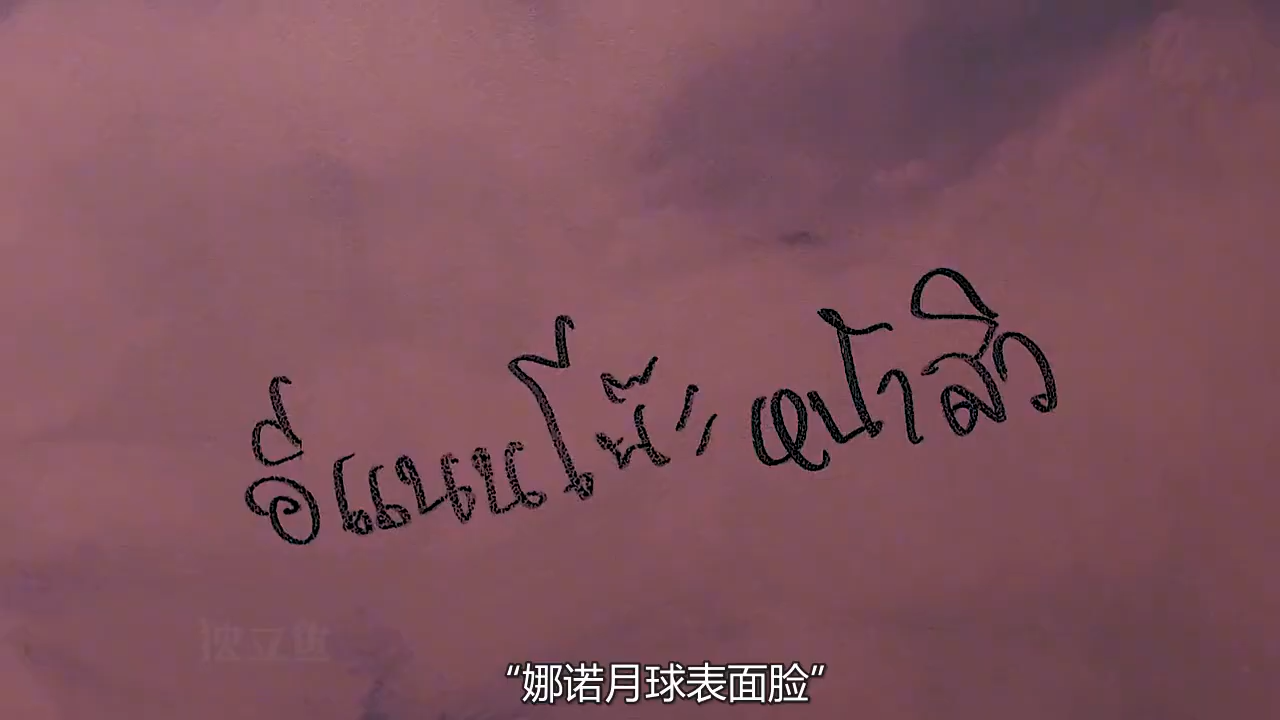 อีแนนโน๊ะ หน้าสิว
“娜诺月球表面脸”